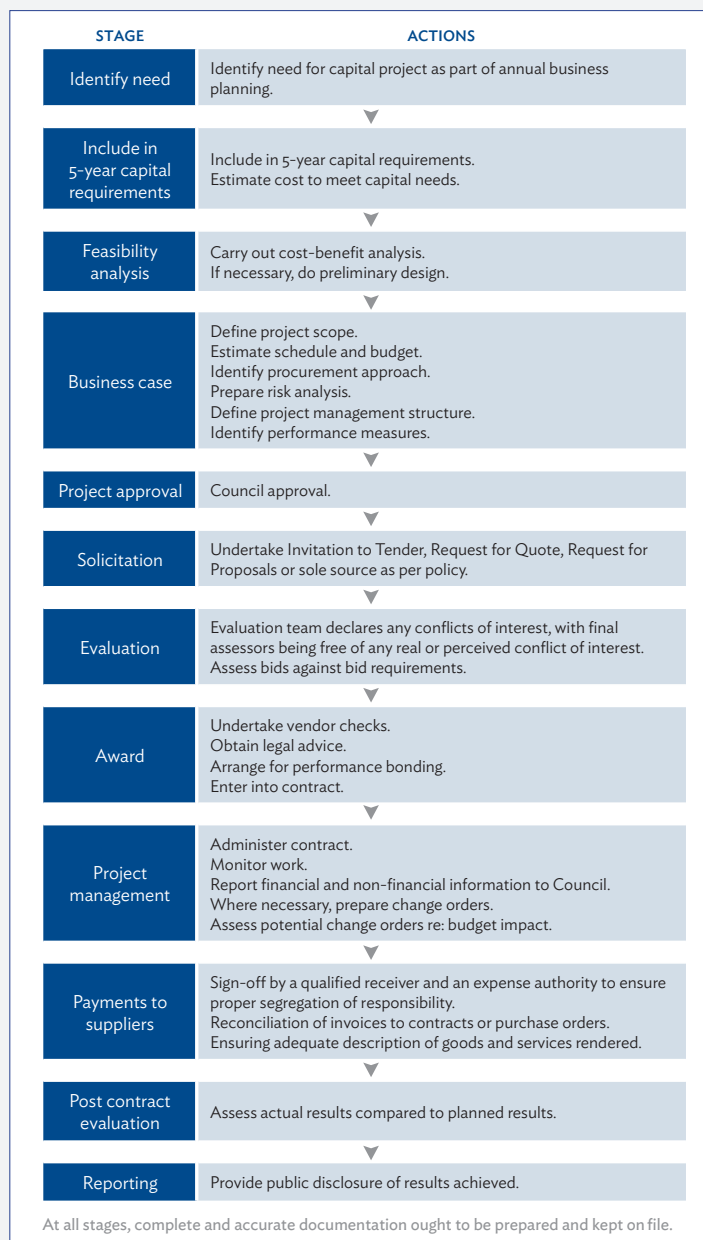 STAGE
ACTIONS
Identify need
Identify need for capital project as part of annual business
planning.
Include in
5-year capital
requirements
Include in 5-year capital requirements.
Estimate cost to meet capital needs.
Feasibility
analysis
Carry out cost-benefit analysis.
If necessary, do preliminary design.
Business case
Define project scope.
Estimate schedule and budget.
Identify procurement approach.
Prepare risk analysis.
Define project management structure.
Identify performance measures.
Project approval
Council approval.
Solicitation
Undertake Invitation to Tender, Request for Quote, Request for
Proposals or sole source as per policy.
Evaluation
Evaluation team declares any conflicts of interest, with final
assessors being free of any real or perceived conflict of interest.
Assess bids against bid requirements.
Award
Undertake vendor checks.
Obtain legal advice.
Arrange for performance bonding.
Enter into contract.
Project
management
Administer contract.
Monitor work.
Report financial and non-financial information to Council.
Where necessary, prepare change orders.
Assess potential change orders re: budget impact.
Payments to
suppliers
Sign-off by a qualified receiver and an expense authority to ensure
proper segregation of responsibility.
Reconciliation of invoices to contracts or purchase orders.
Ensuring adequate description of goods and services rendered.
Post contract
evaluation
Assess actual results compared to planned results.
Reporting
Provide public disclosure of results achieved.
At all stages, complete and accurate documentation ought to be prepared and kept on file.